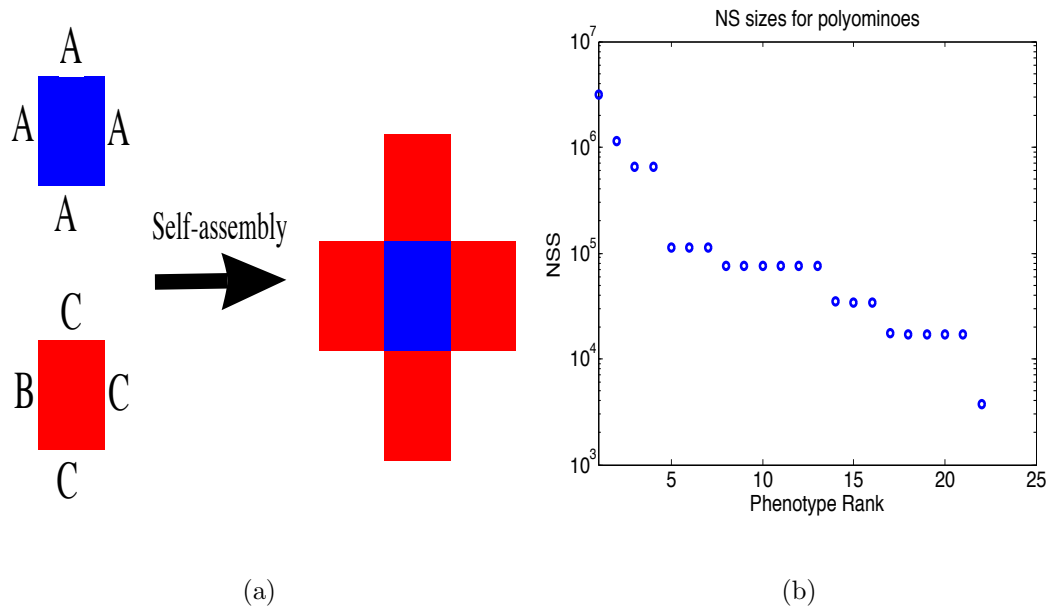 A
A A
A
C
B C
C
Self-assembly
(a)
NS sizes for polyominoes
10^7
10^6
10^5
10^4
10^3
NSS
5 10 15 20 25
Phenotype Rank
(b)